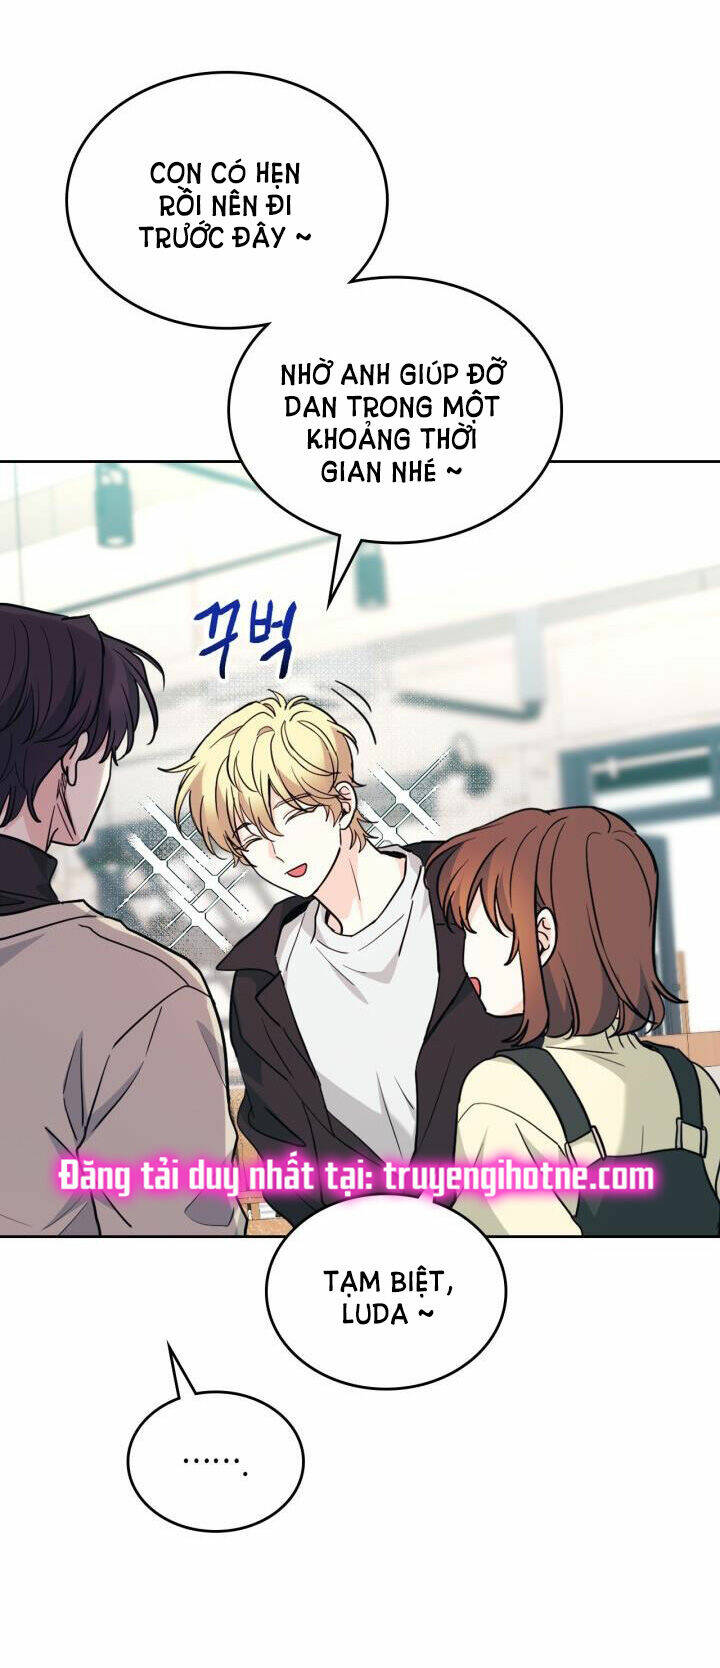 CON CÓ HẸN
RỒI NÊN ĐI
TRƯỚC ĐÂY ~
NHỜ ANH GIÚP ĐỠ
DAN TRONG MỘT
KHOẢNG THỜI
GIAN NHÉ ~
꾸벅
Đăng tải duy nhất tại: truyengihotne.com
TẠM BIỆT,
LUDA ~
.......